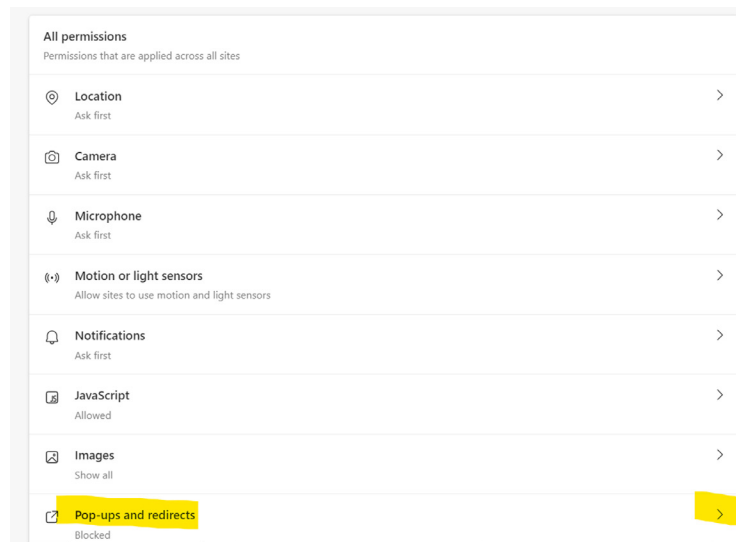 All permissions
Permissions that are applied across all sites
Location
Ask first
Camera
Ask first
Microphone
Ask first
Motion or light sensors
Allow sites to use motion and light sensors
Notifications
Ask first
JavaScript
Allowed
Images
Show all
Pop-ups and redirects
Blocked